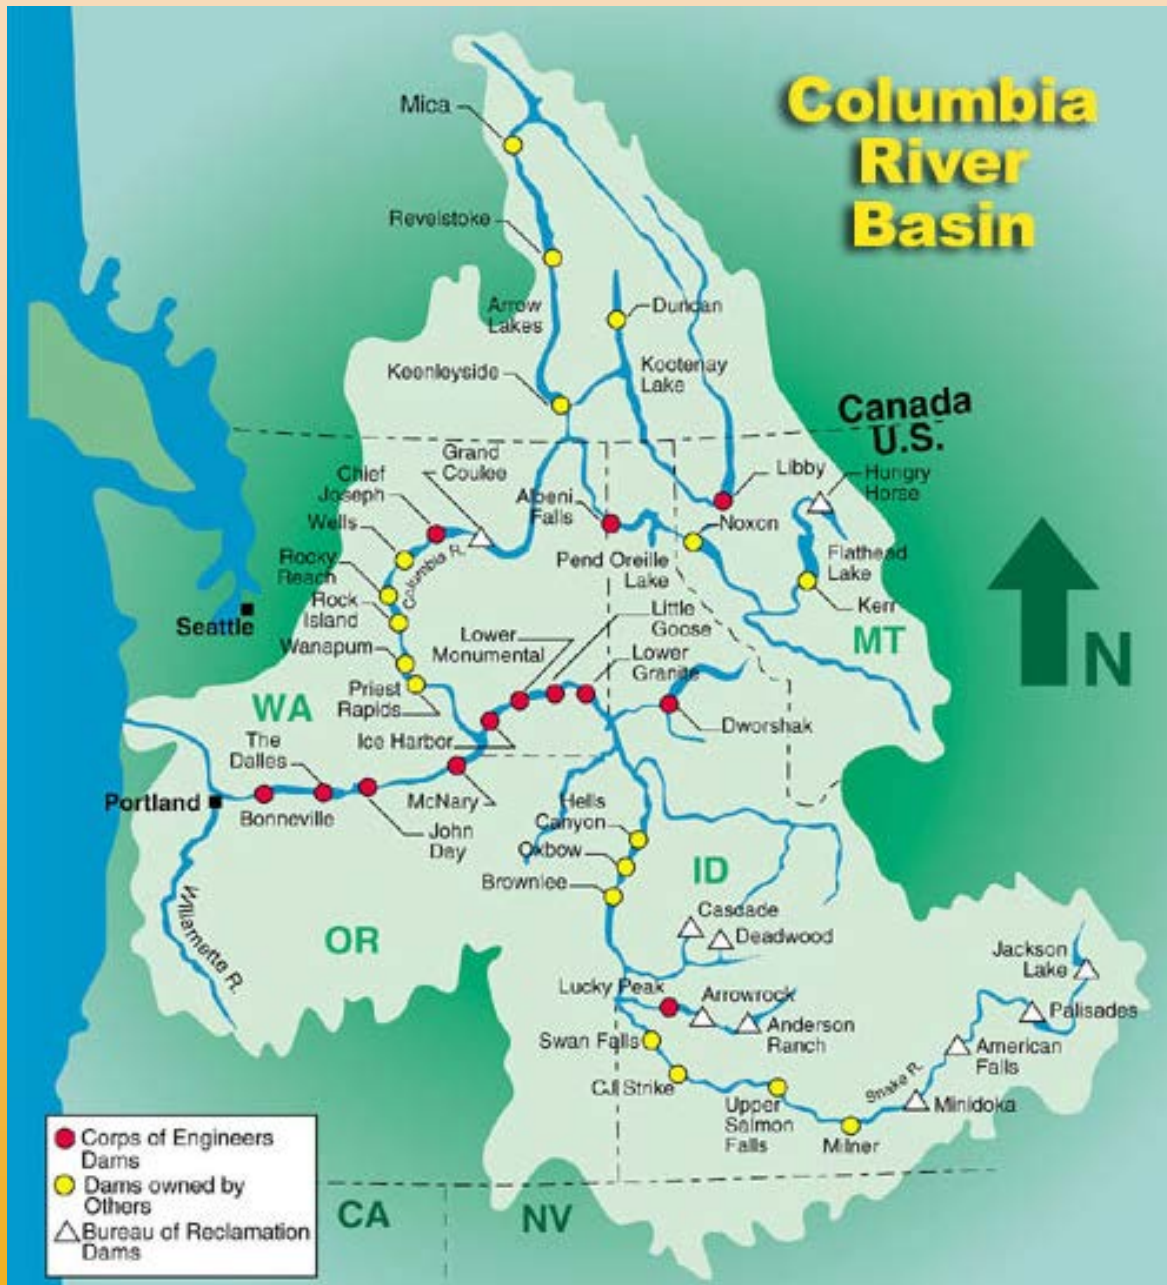 Columbia
River
Basin
Mica
Revelstoke
Arrow
Lakes
Duncan
Keenleyside
Kootenay
Lake
Canada
U.S.
Grand
Coulee
Chief
Joseph
Albeni
Falls
Libby
Hungry
Horse
Wells
Noxon
Columbia R.
Rocky
Reach
Pend Oreille
Lake
Flathead
Lake
Rock
Island
Kerr
Seattle
Little
Goose
Lower
Monumental
Wanapum
Lower
Granite
MT
N
Priest
Rapids
WA
Ice Harbor
Dworshak
The
Dalles
Portland
Bonneville
McNary
John
Day
Hells
Canyon
Oxbow
Brownlee
ID
Cascade
Deadwood
Willamette R.
OR
Jackson
Lake
Lucky Peak
Arrowrock
Anderson
Ranch
Palisades
Swan Falls
American
Falls
CJ Strike
Snake R.
Upper
Salmon
Falls
Minidoka
Milner
Corps of Engineers
Dams
Dams owned by
Others
Bureau of Reclamation
Dams
CA
NV